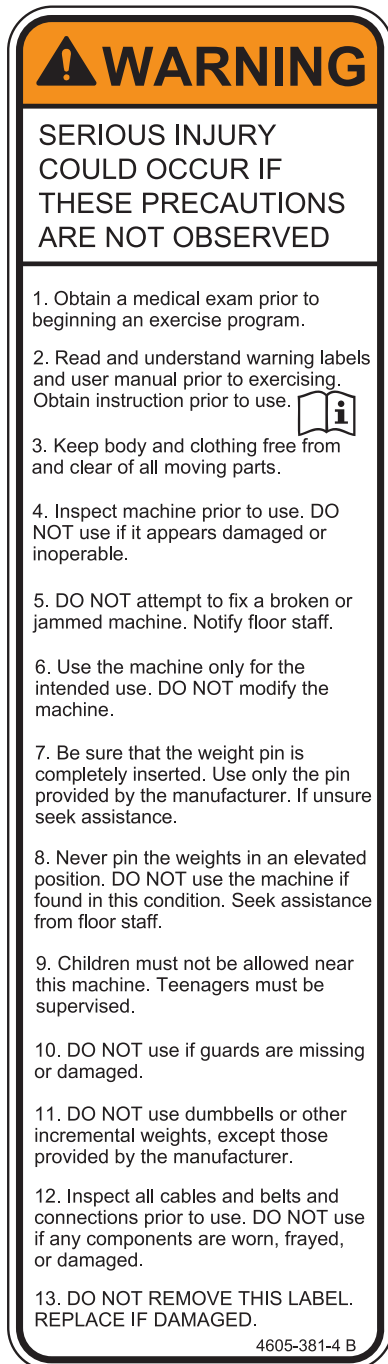 WARNING
SERIOUS INJURY
COULD OCCUR IF
THESE PRECAUTIONS
ARE NOT OBSERVED
1. Obtain a medical exam prior to
beginning an exercise program.
2. Read and understand warning labels
and user manual prior to exercising.
Obtain instruction prior to use.
3. Keep body and clothing free from
and clear of all moving parts.
4. Inspect machine prior to use. DO
NOT use if it appears damaged or
inoperable.
5. DO NOT attempt to fix a broken or
jammed machine. Notify floor staff.
6. Use the machine only for the
intended use. DO NOT modify the
machine.
7. Be sure that the weight pin is
completely inserted. Use only the pin
provided by the manufacturer. If unsure
seek assistance.
8. Never pin the weights in an elevated
position. DO NOT use the machine if
found in this condition. Seek assistance
from floor staff.
9. Children must not be allowed near
this machine. Teenagers must be
supervised.
10. DO NOT use if guards are missing
or damaged.
11. DO NOT use dumbbells or other
incremental weights, except those
provided by the manufacturer.
12. Inspect all cables and belts and
connections prior to use. DO NOT use
if any components are worn, frayed,
or damaged.
13. DO NOT REMOVE THIS LABEL.
REPLACE IF DAMAGED.
4605-381-4 B